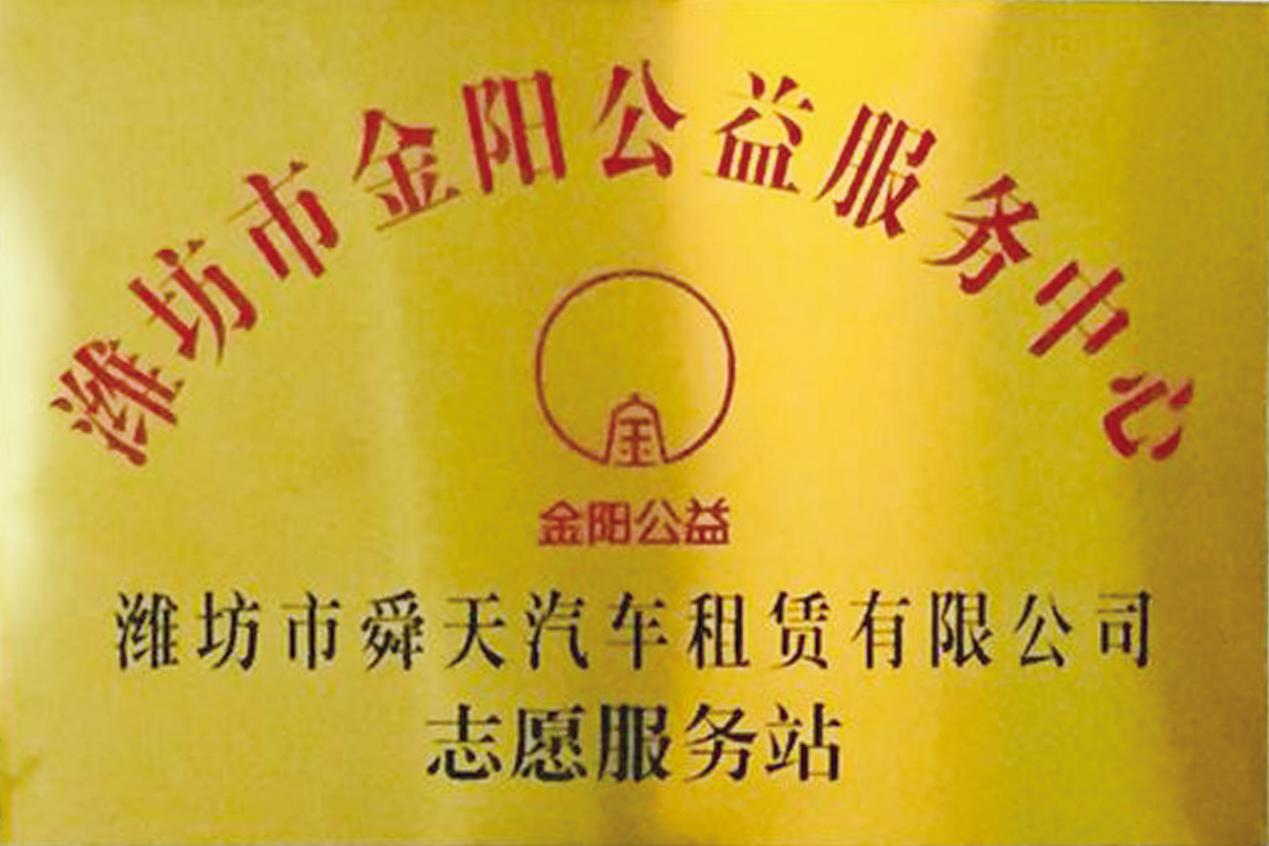 潍坊市金阳公益服务中心
金
金阳公益
潍坊市舜天汽车租赁有限公司
志愿服务站